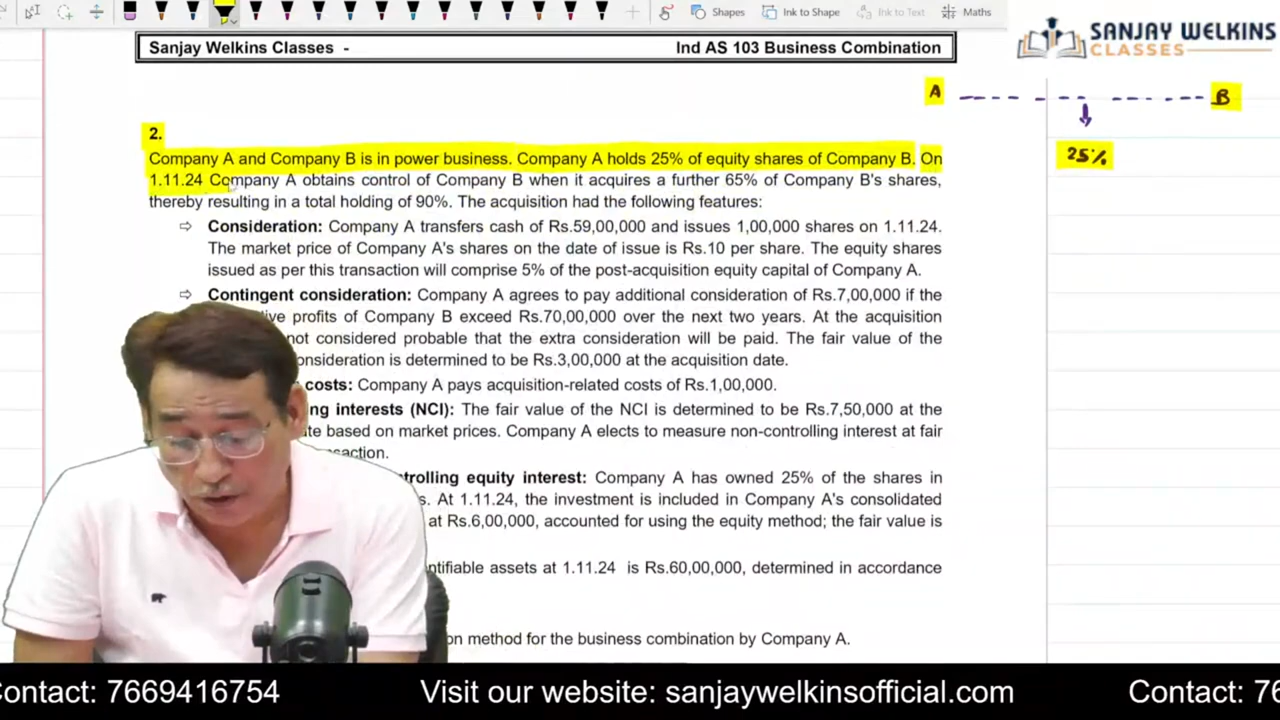 Shapes Ink to Shape Ink to Text Maths
Sanjay Welkins Classes - Ind AS 103 Business Combination
SANJAY WELKINS
CLASSES
A B
25%
2.
Company A and Company B is in power business. Company A holds 25% of equity shares of Company B. On
1.11.24 Company A obtains control of Company B when it acquires a further 65% of Company B's shares,
thereby resulting in a total holding of 90%. The acquisition had the following features:
⇨ Consideration: Company A transfers cash of Rs.59,00,000 and issues 1,00,000 shares on 1.11.24.
The market price of Company A's shares on the date of issue is Rs.10 per share. The equity shares
issued as per this transaction will comprise 5% of the post-acquisition equity capital of Company A.
⇨ Contingent consideration: Company A agrees to pay additional consideration of Rs.7,00,000 if the
profits of Company B exceed Rs.70,00,000 over the next two years. At the acquisition
not considered probable that the extra consideration will be paid. The fair value of the
consideration is determined to be Rs.3,00,000 at the acquisition date.
costs: Company A pays acquisition-related costs of Rs.1,00,000.
interests (NCI): The fair value of the NCI is determined to be Rs.7,50,000 at the
based on market prices. Company A elects to measure non-controlling interest at fair
equity interest: Company A has owned 25% of the shares in
At 1.11.24, the investment is included in Company A's consolidated
at Rs.6,00,000, accounted for using the equity method; the fair value is
assets at 1.11.24 is Rs.60,00,000, determined in accordance
method for the business combination by Company A.
Contact: 7669416754 Visit our website: sanjaywelkinsofficial.com Contact: 76